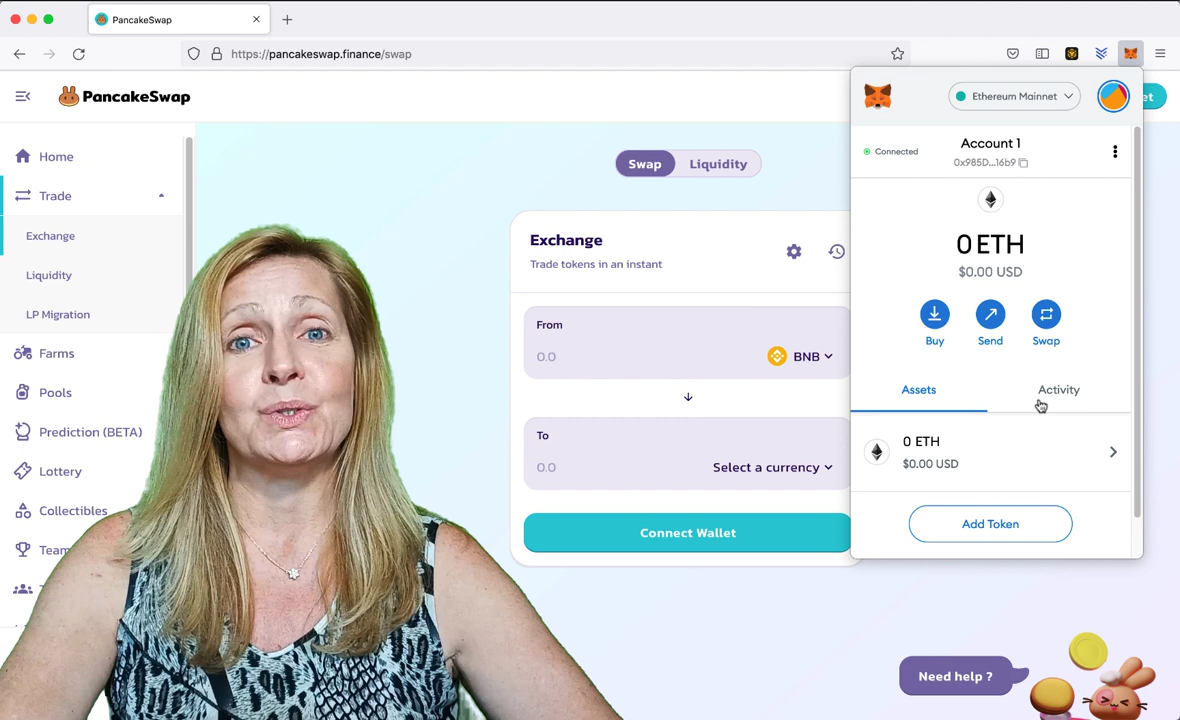 PancakeSwap
https://pancakeswap.finance/swap
PancakeSwap
Ethereum Mainnet
et
Home
Trade
Exchange
Liquidity
LP Migration
Farms
Pools
Prediction (BETA)
Lottery
Collectibles
Team
Swap
Liquidity
Exchange
Trade tokens in an instant
From
0.0
BNB
To
0.0
Select a currency
Connect Wallet
Connected
Account 1
0x985D...16b9
0 ETH
$0.00 USD
Buy
Send
Swap
Assets
Activity
0 ETH
$0.00 USD
Add Token
Need help ?